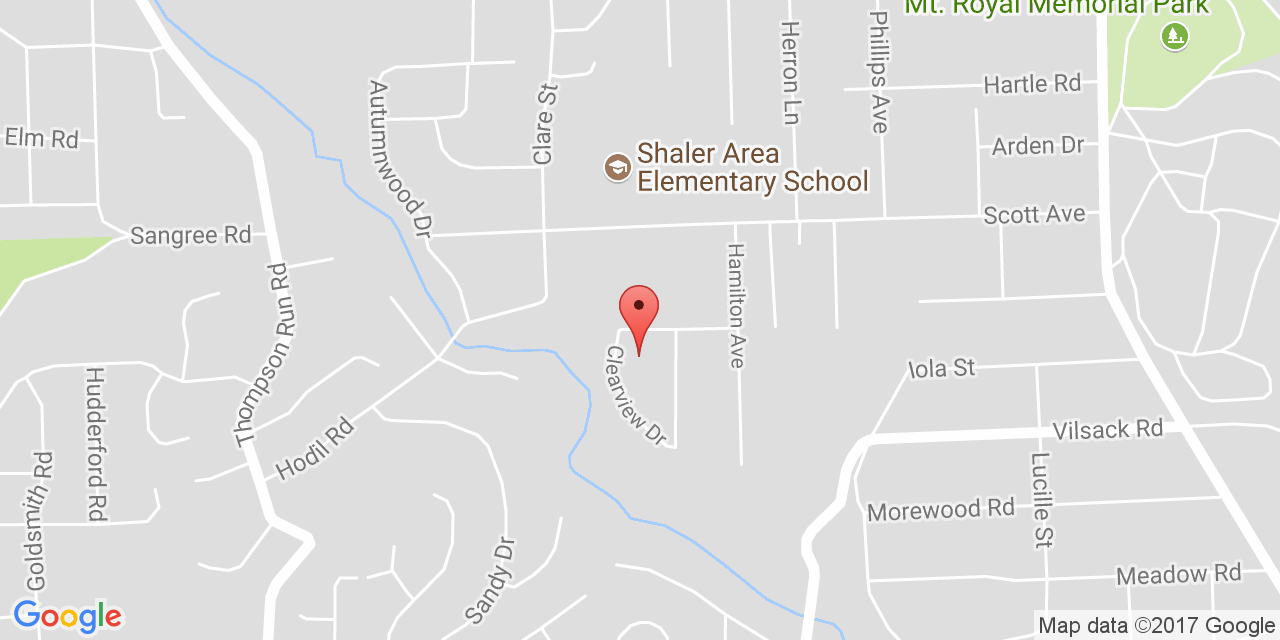 Mt. Royal Memorial Park
Herron Ln
Phillips Ave
Hartle Rd
Autumnwood Dr
Clare St
Elm Rd
Arden Dr
Shaler Area
Elementary School
Scott Ave
Sangree Rd
Hamilton Ave
Thompson Run Rd
Clearview Dr
Iola St
Hudderford Rd
Hodil Rd
Vilsack Rd
Goldsmith Rd
Lucille St
Morewood Rd
Sandy Dr
Meadow Rd
Google
Map data ©2017 Google